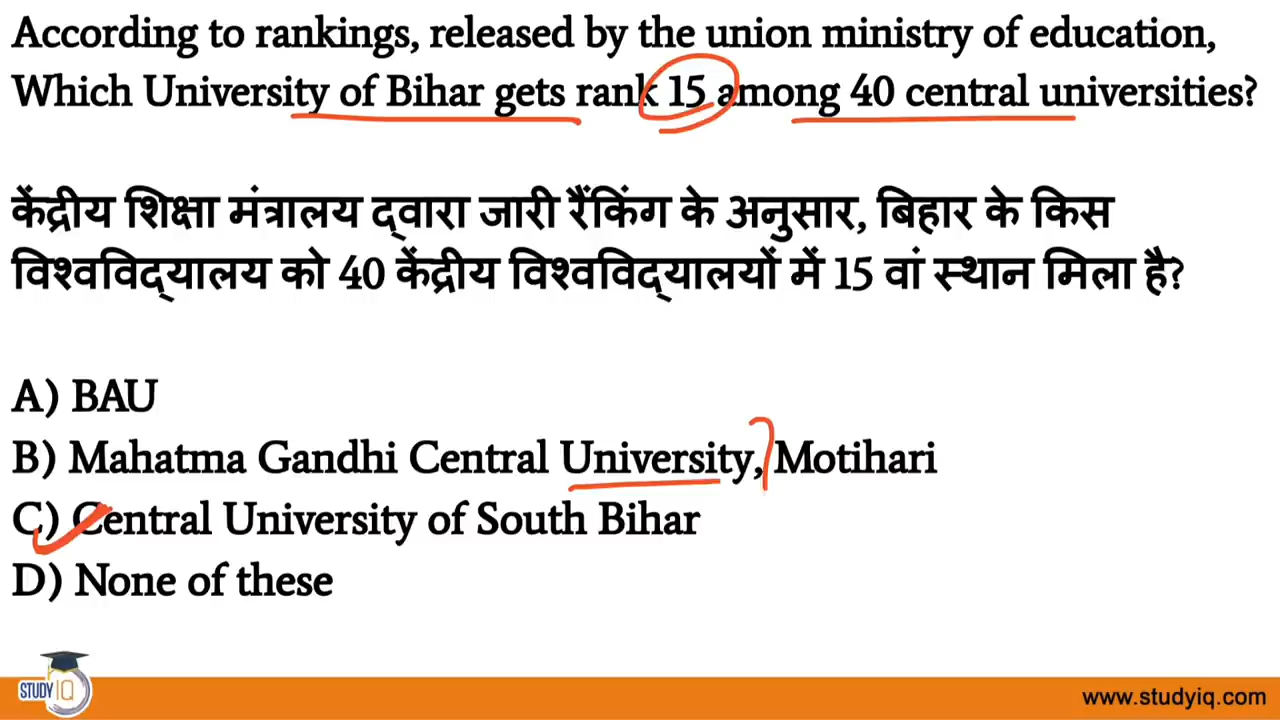 According to rankings, released by the union ministry of education,
Which University of Bihar gets rank 15 among 40 central universities?
केंद्रीय शिक्षा मंत्रालय द्वारा जारी रैंकिंग के अनुसार, बिहार के किस
विश्वविद्यालय को 40 केंद्रीय विश्वविद्यालयों में 15 वां स्थान मिला है?
A) BAU
B) Mahatma Gandhi Central University, Motihari
C) Central University of South Bihar
D) None of these
STUDY IQ
www.studyiq.com